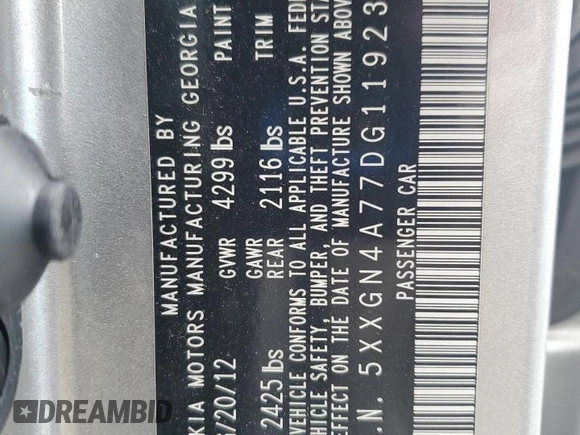 MANUFACTURED BY
KIA MOTORS MANUFACTURING GEORGIA
/20/12 GVWR 4299 lbs PAINT
GAWR
2425 lbs REAR 2116 lbs TRIM
VEHICLE CONFORMS TO ALL APPLICABLE U.S.A. FEDE
VEHICLE SAFETY, BUMPER, AND THEFT PREVENTION STA
EFFECT ON THE DATE OF MANUFACTURE SHOWN ABOV
.N. 5XXGN4A77DG11923
PASSENGER CAR
DREAMBID